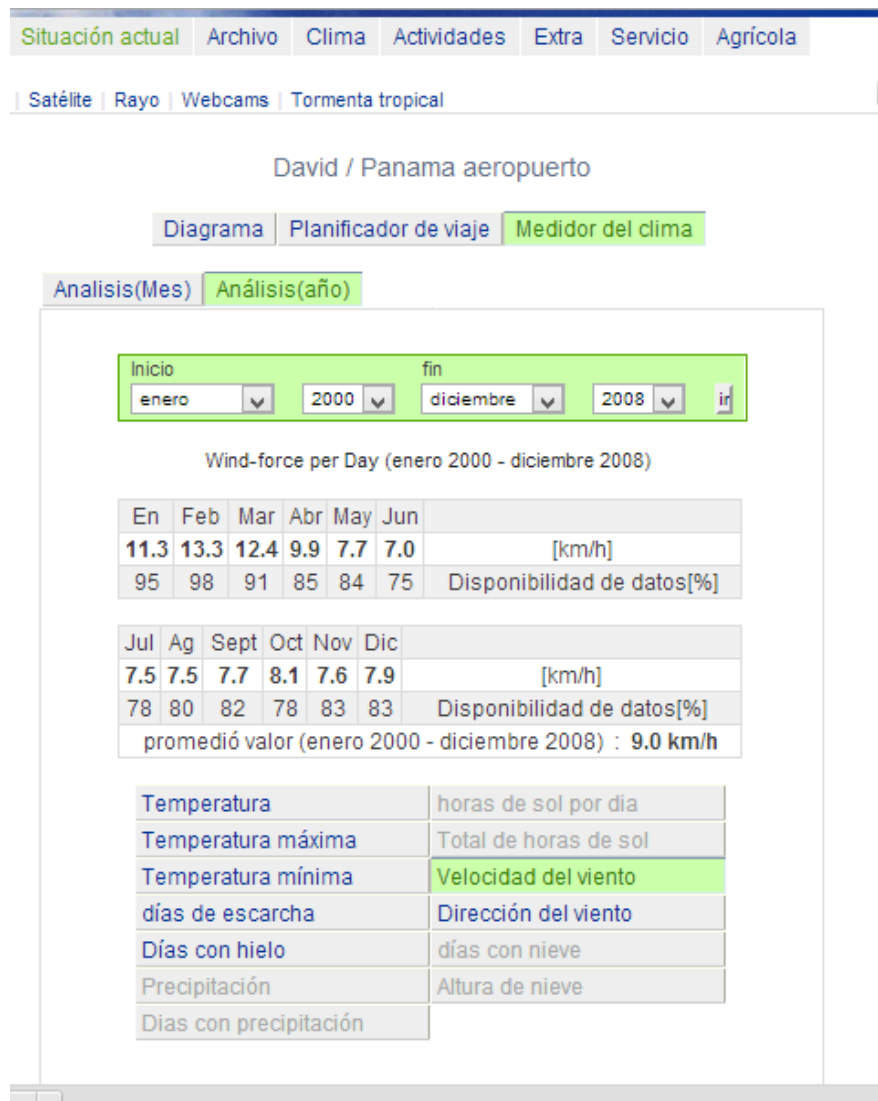 Situación actual Archivo Clima Actividades Extra Servicio Agrícola
| Satélite | Rayo | Webcams | Tormenta tropical
David / Panama aeropuerto
Diagrama Planificador de viaje Medidor del clima
Analisis(Mes) Análisis(año)
Inicio fin
enero 2000 diciembre 2008 ir
Wind-force per Day (enero 2000 - diciembre 2008)
En Feb Mar Abr May Jun
11.3 13.3 12.4 9.9 7.7 7.0 [km/h]
95 98 91 85 84 75 Disponibilidad de datos[%]
Jul Ag Sept Oct Nov Dic
7.5 7.5 7.7 8.1 7.6 7.9 [km/h]
78 80 82 78 83 83 Disponibilidad de datos[%]
promedió valor (enero 2000 - diciembre 2008) : 9.0 km/h
Temperatura horas de sol por dia
Temperatura máxima Total de horas de sol
Temperatura mínima Velocidad del viento
días de escarcha Dirección del viento
Días con hielo días con nieve
Precipitación Altura de nieve
Dias con precipitación